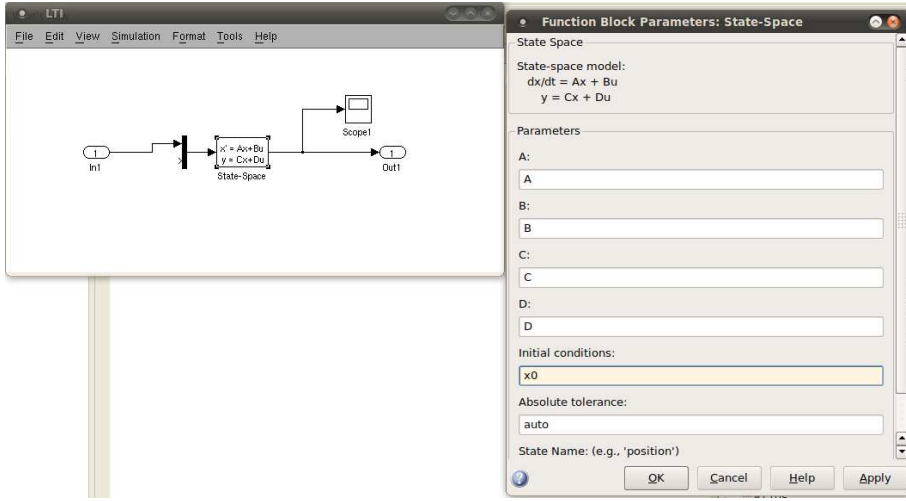 LTI
File Edit View Simulation Format Tools Help
Scope1
1
In1
x' = Ax+Bu
y = Cx+Du
State-Space
1
Out1
Function Block Parameters: State-Space
State Space
State-space model:
dx/dt = Ax + Bu
y = Cx + Du
Parameters
A:
A
B:
B
C:
C
D:
D
Initial conditions:
x0
Absolute tolerance:
auto
State Name: (e.g., 'position')
OK Cancel Help Apply